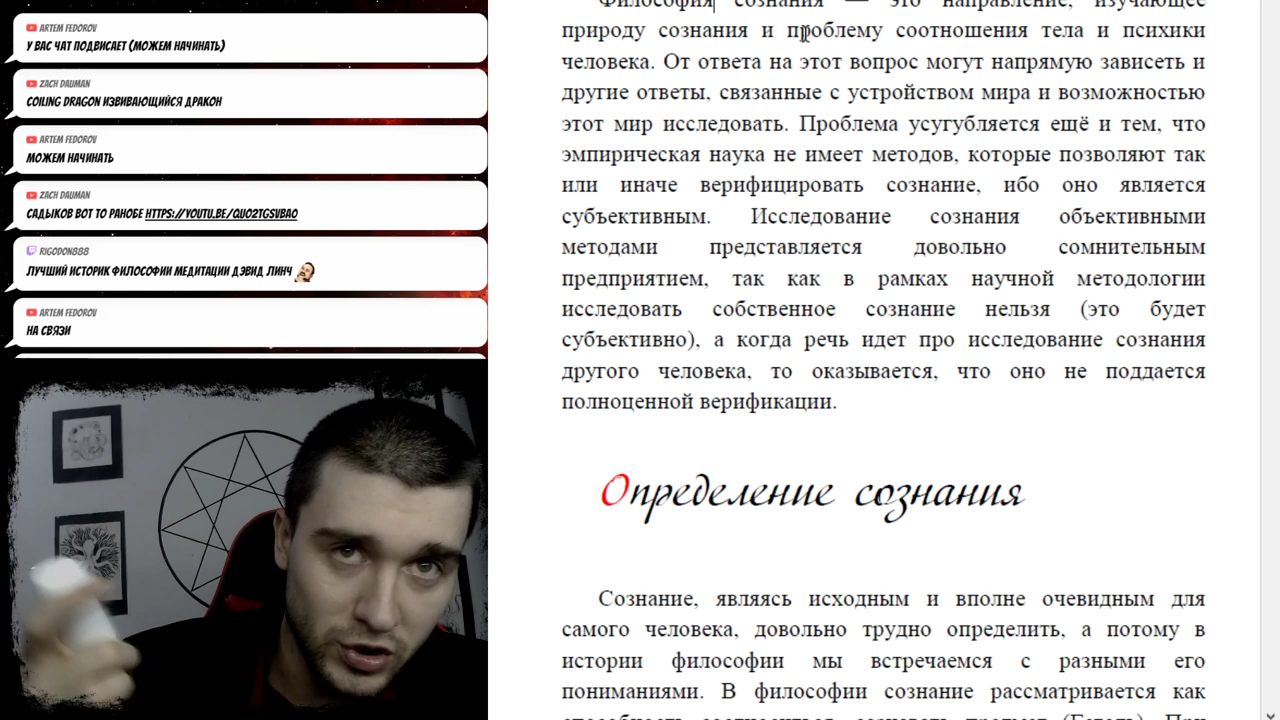 ARTEM FEDOROV
У ВАС ЧАТ ПОДВИСАЕТ (МОЖЕМ НАЧИНАТЬ)
ZACH DAUMAN
COILING DRAGON ИЗВИВАЮЩИЙСЯ ДРАКОН
ARTEM FEDOROV
МОЖЕМ НАЧИНАТЬ
ZACH DAUMAN
САДЫКОВ ВОТ ТО РАНОБЕ
RIGODON888
ЛУЧШИЙ ИСТОРИК ФИЛОСОФИИ МЕДИТАЦИИ ДЭВИД ЛИНЧ
ARTEM FEDOROV
НА СВЯЗИ
Философия сознания — это направление, изучающее
природу сознания и проблему соотношения тела и психики
человека. От ответа на этот вопрос могут напрямую зависеть и
другие ответы, связанные с устройством мира и возможностью
этот мир исследовать. Проблема усугубляется ещё и тем, что
эмпирическая наука не имеет методов, которые позволяют так
или иначе верифицировать сознание, ибо оно является
субъективным. Исследование сознания объективными
методами представляется довольно сомнительным
предприятием, так как в рамках научной методологии
исследовать собственное сознание нельзя (это будет
субъективно), а когда речь идет про исследование сознания
другого человека, то оказывается, что оно не поддается
полноценной верификации.
Определение сознания
Сознание, являясь исходным и вполне очевидным для
самого человека, довольно трудно определить, а потому в
истории философии мы встречаемся с разными его
пониманиями. В философии сознание рассматривается как